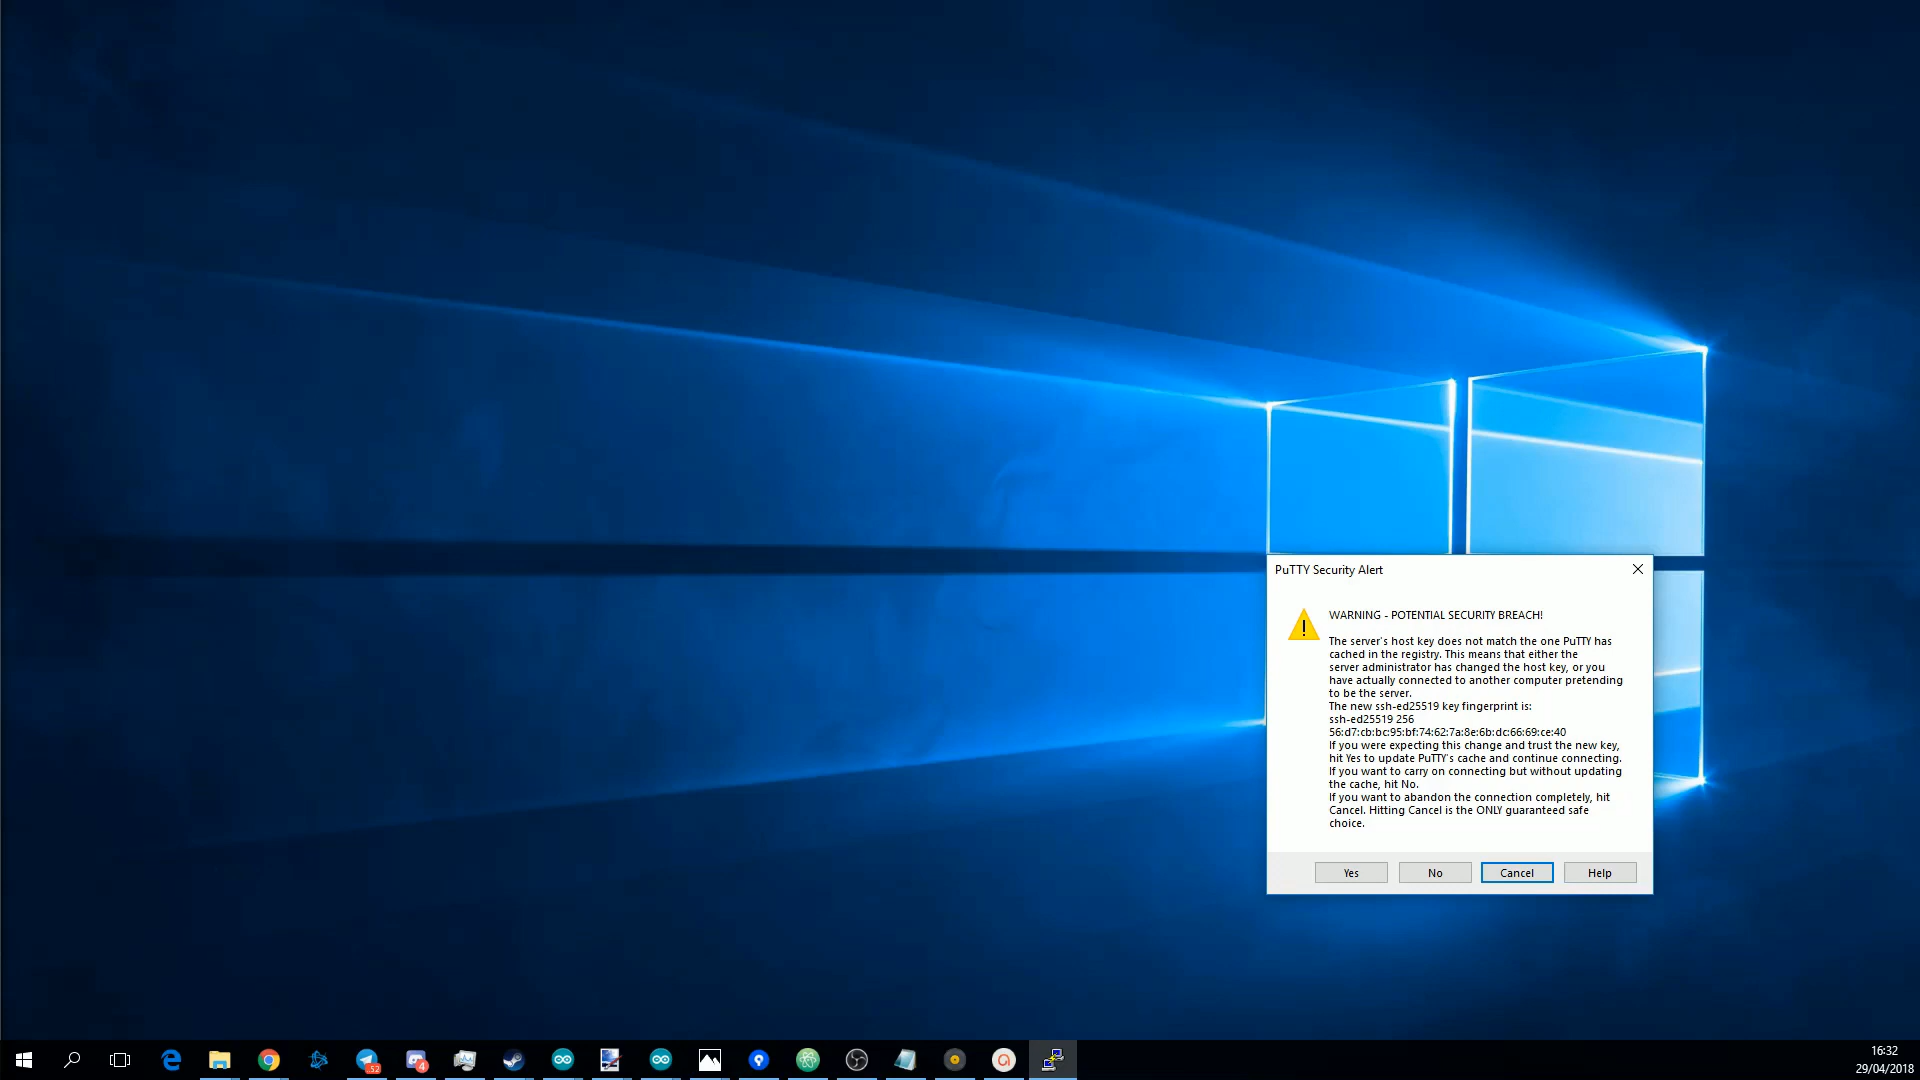 PuTTY Security Alert
WARNING - POTENTIAL SECURITY BREACH!
The server's host key does not match the one PuTTY has
cached in the registry. This means that either the
server administrator has changed the host key, or you
have actually connected to another computer pretending
to be the server.
The new ssh-ed25519 key fingerprint is:
ssh-ed25519 256
56:d7:cb:bc:95:bf:74:62:7a:8e:6b:dc:66:69:ce:40
If you were expecting this change and trust the new key,
hit Yes to update PuTTY's cache and continue connecting.
If you want to carry on connecting but without updating
the cache, hit No.
If you want to abandon the connection completely, hit
Cancel. Hitting Cancel is the ONLY guaranteed safe
choice.
Yes No Cancel Help
52 4
16:32
29/04/2018